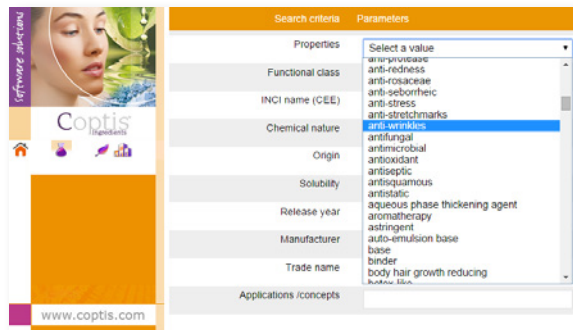 software solutions
Coptis
Ingredients
www.coptis.com
Search criteria Parameters
Properties
Select a value
anti-protease
anti-redness
anti-rosaceae
anti-seborrheic
anti-stress
anti-stretchmarks
anti-wrinkles
antifungal
antimicrobial
antioxidant
antiseptic
antisquamous
antistatic
aqueous phase thickening agent
aromatherapy
astringent
auto-emulsion base
base
binder
body hair growth reducing
botox-like
Functional class
INCI name (CEE)
Chemical nature
Origin
Solubility
Release year
Manufacturer
Trade name
Applications /concepts